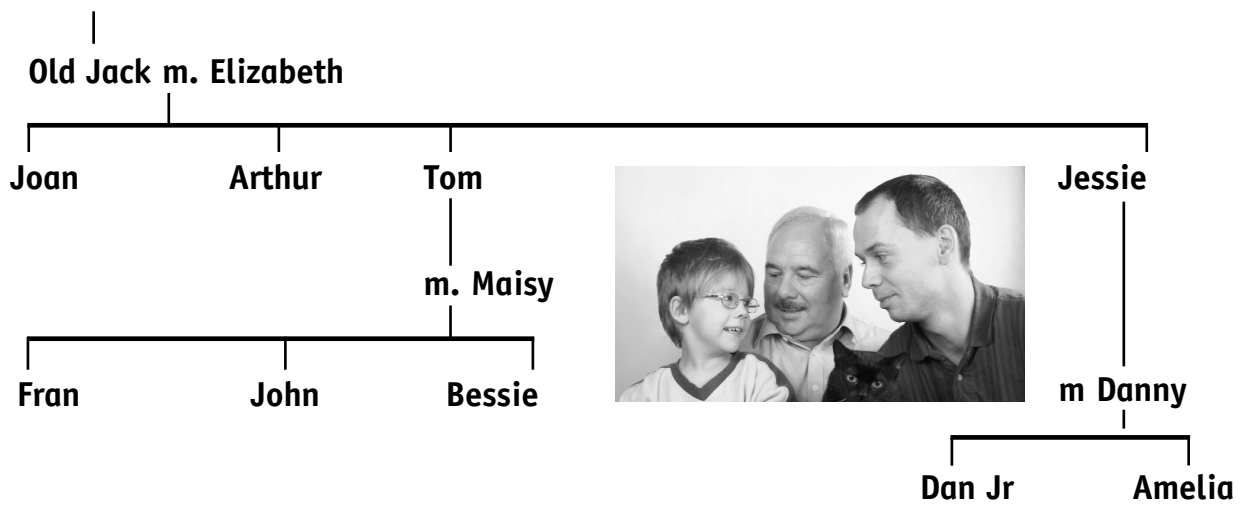 Old Jack m. Elizabeth
Joan Arthur Tom Jessie
m. Maisy
Fran John Bessie m Danny
Dan Jr Amelia